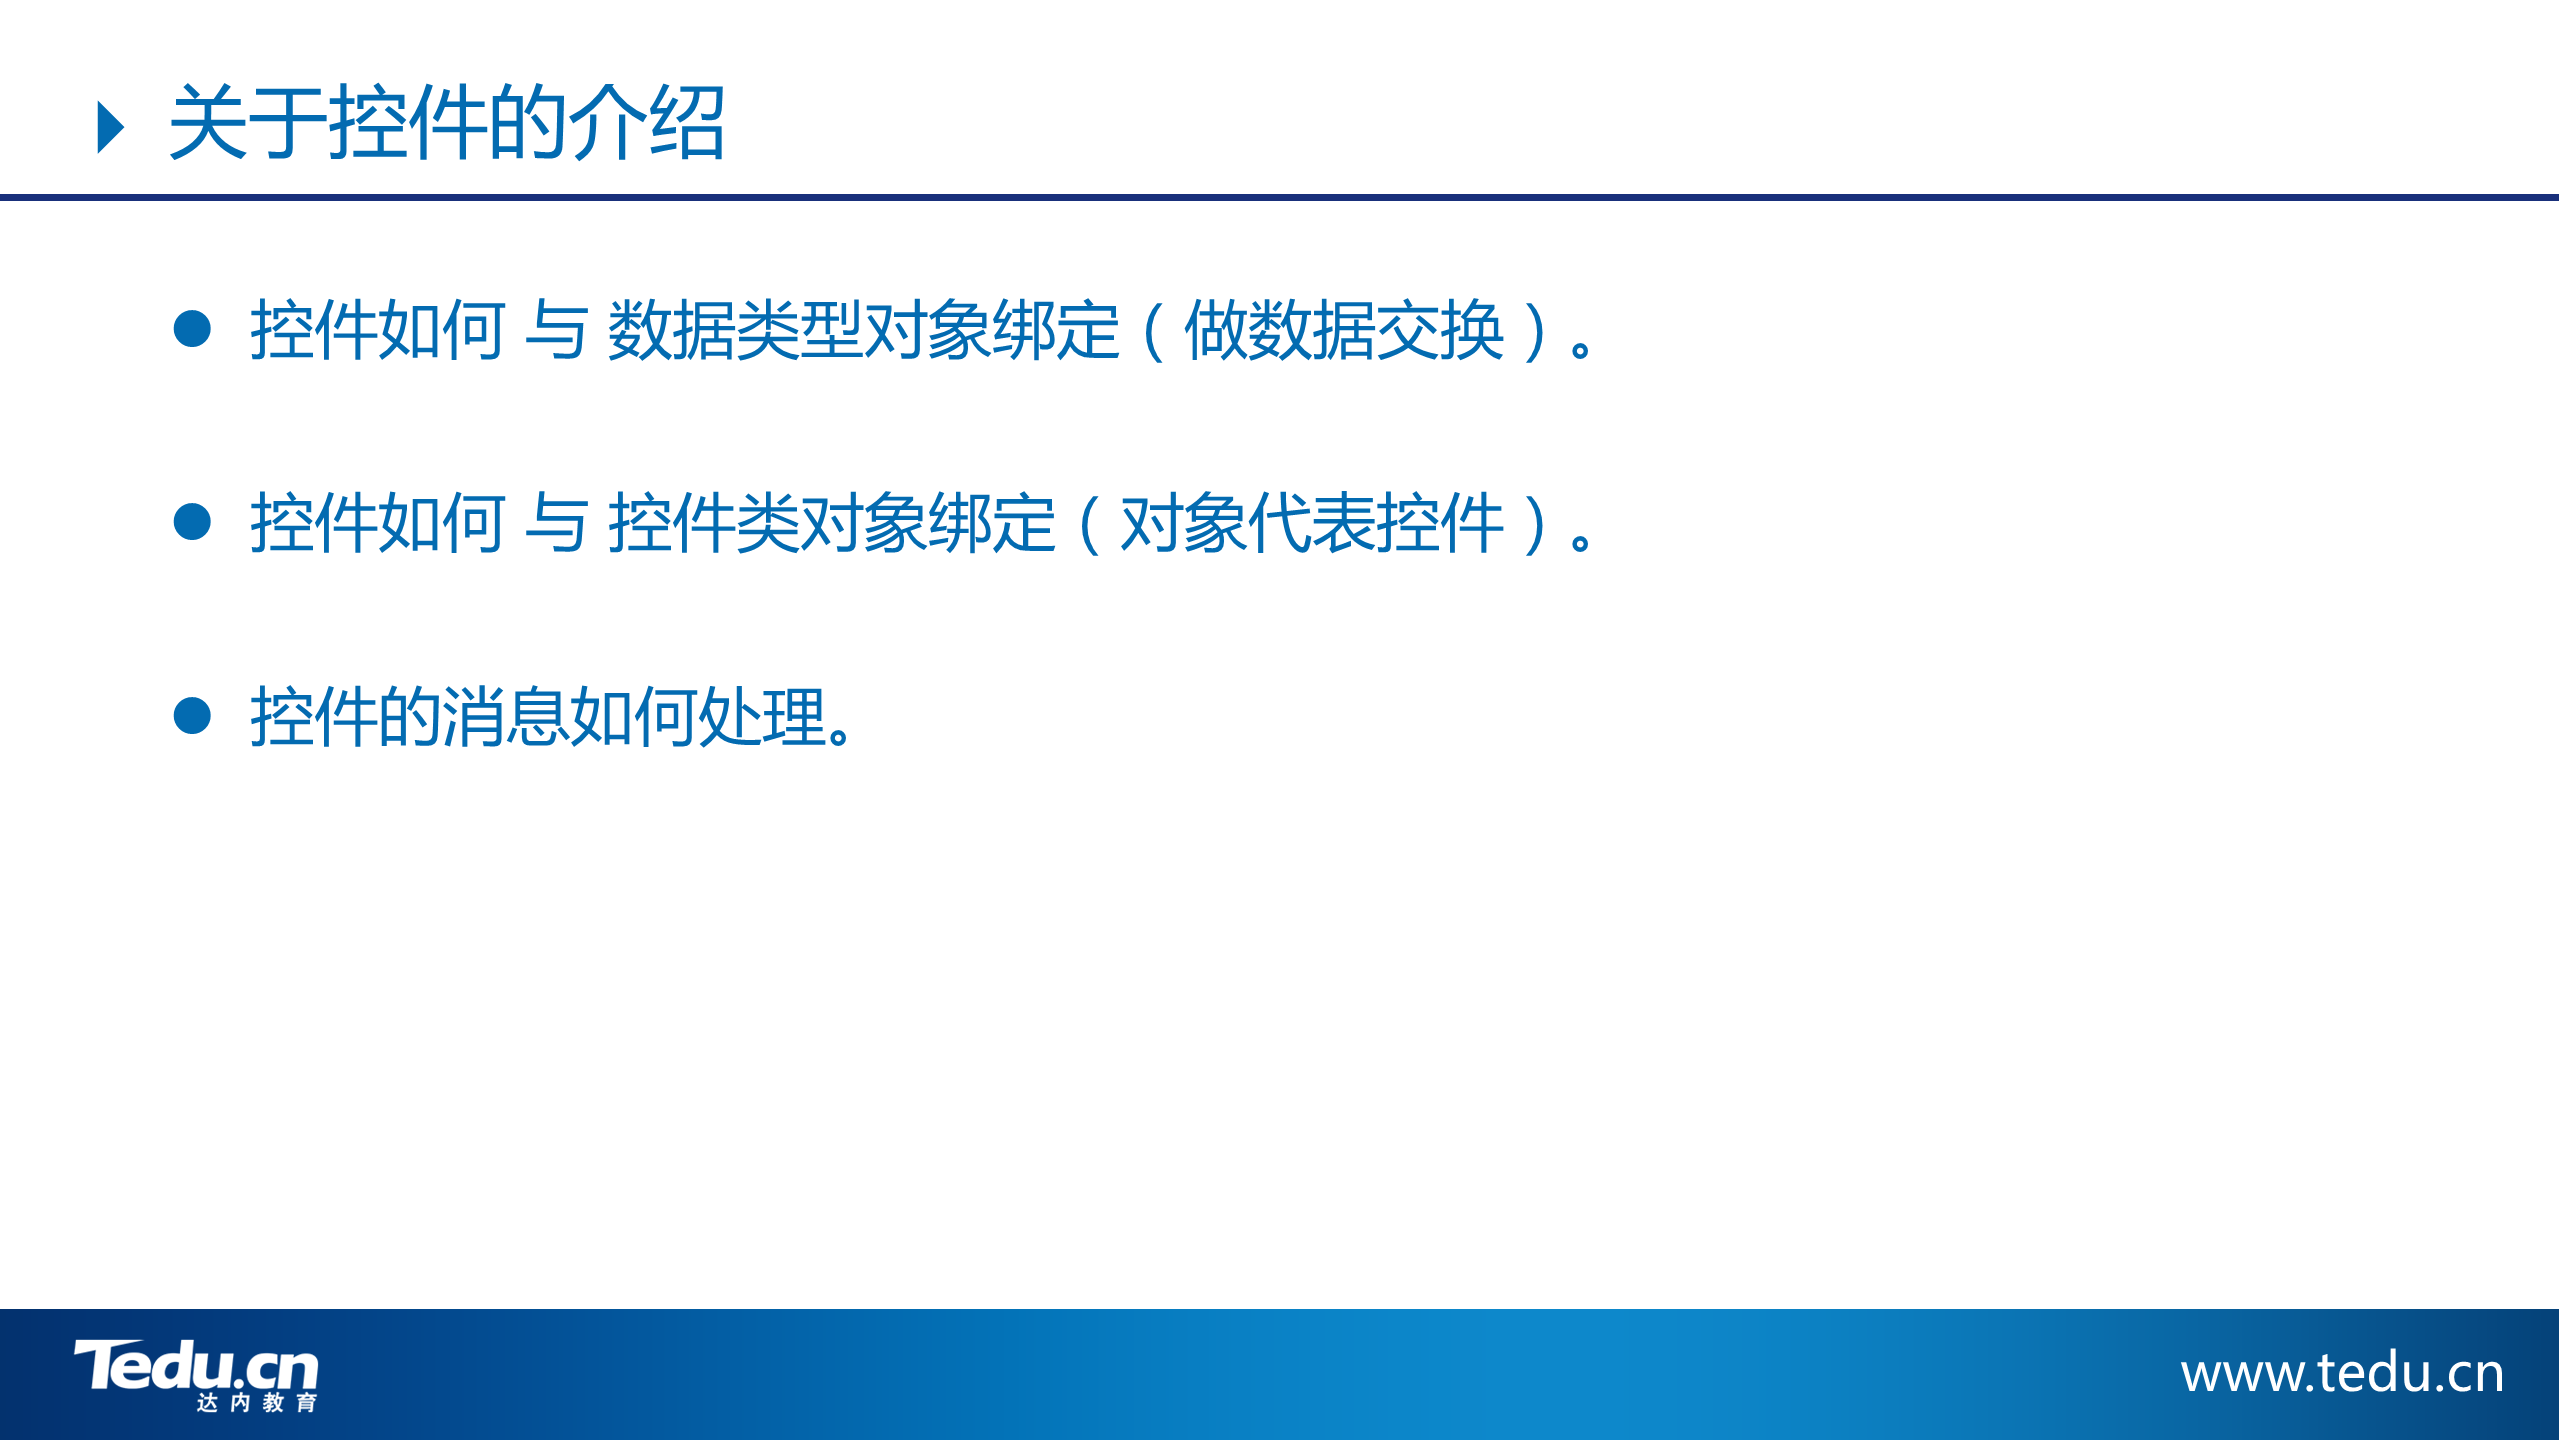 关于控件的介绍
控件如何 与 数据类型对象绑定（做数据交换）。
控件如何 与 控件类对象绑定（对象代表控件）。
控件的消息如何处理。
Tedu.cn
达内教育
www.tedu.cn